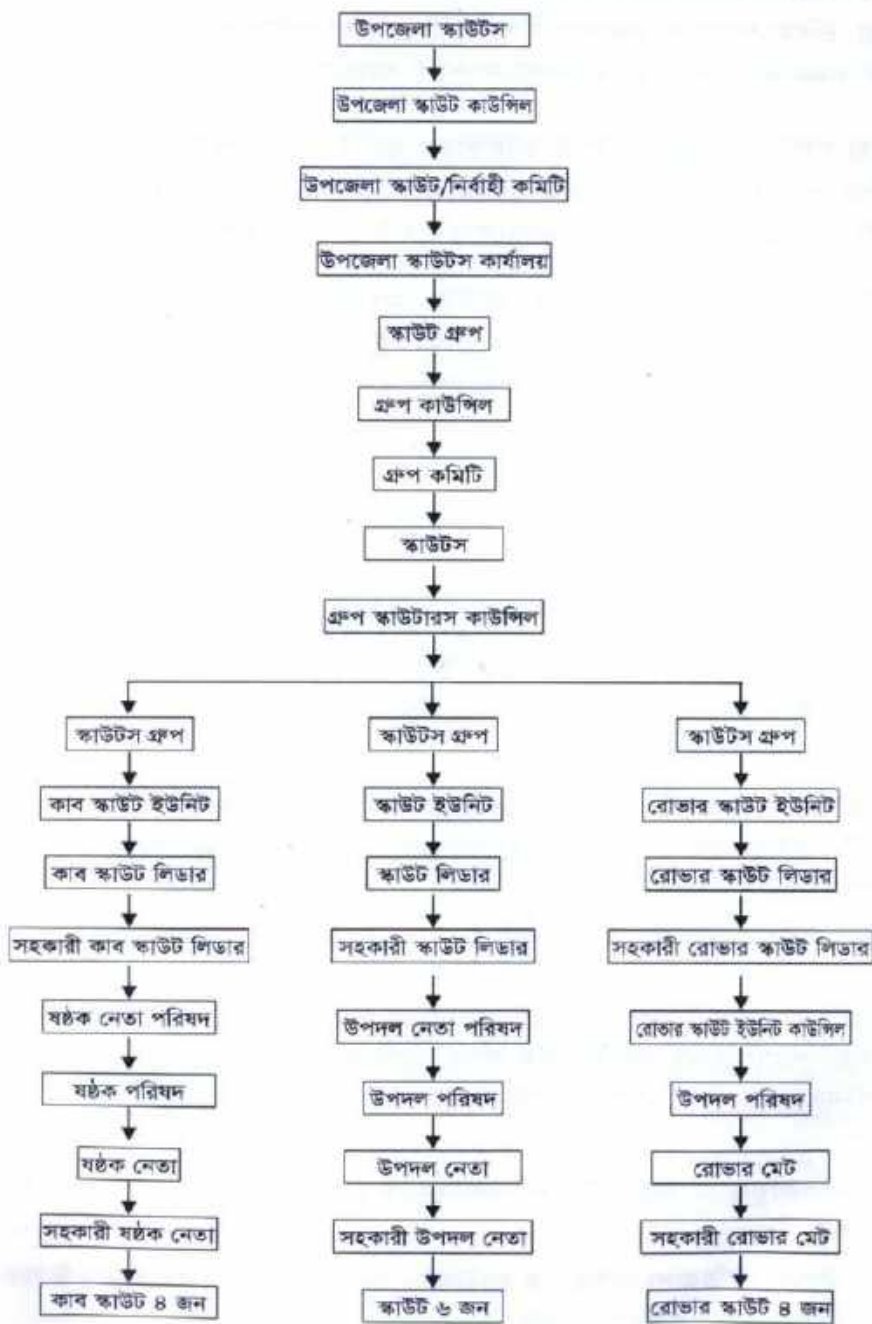 উপজেলা স্কাউটস
উপজেলা স্কাউট কাউন্সিল
উপজেলা স্কাউট/নির্বাহী কমিটি
উপজেলা স্কাউটস কার্যালয়
স্কাউট গ্রুপ
গ্রুপ কাউন্সিল
গ্রুপ কমিটি
স্কাউটস
গ্রুপ স্কাউটারস কাউন্সিল
স্কাউটস গ্রুপ স্কাউটস গ্রুপ স্কাউটস গ্রুপ
কাব স্কাউট ইউনিট স্কাউট ইউনিট রোভার স্কাউট ইউনিট
কাব স্কাউট লিডার স্কাউট লিডার রোভার স্কাউট লিডার
সহকারী কাব স্কাউট লিডার সহকারী স্কাউট লিডার সহকারী রোভার স্কাউট লিডার
ষষ্ঠক নেতা পরিষদ উপদল নেতা পরিষদ রোভার স্কাউট ইউনিট কাউন্সিল
ষষ্ঠক পরিষদ উপদল পরিষদ উপদল পরিষদ
ষষ্ঠক নেতা উপদল নেতা রোভার মেট
সহকারী ষষ্ঠক নেতা সহকারী উপদল নেতা সহকারী রোভার মেট
কাব স্কাউট ৪ জন স্কাউট ৬ জন রোভার স্কাউট ৪ জন